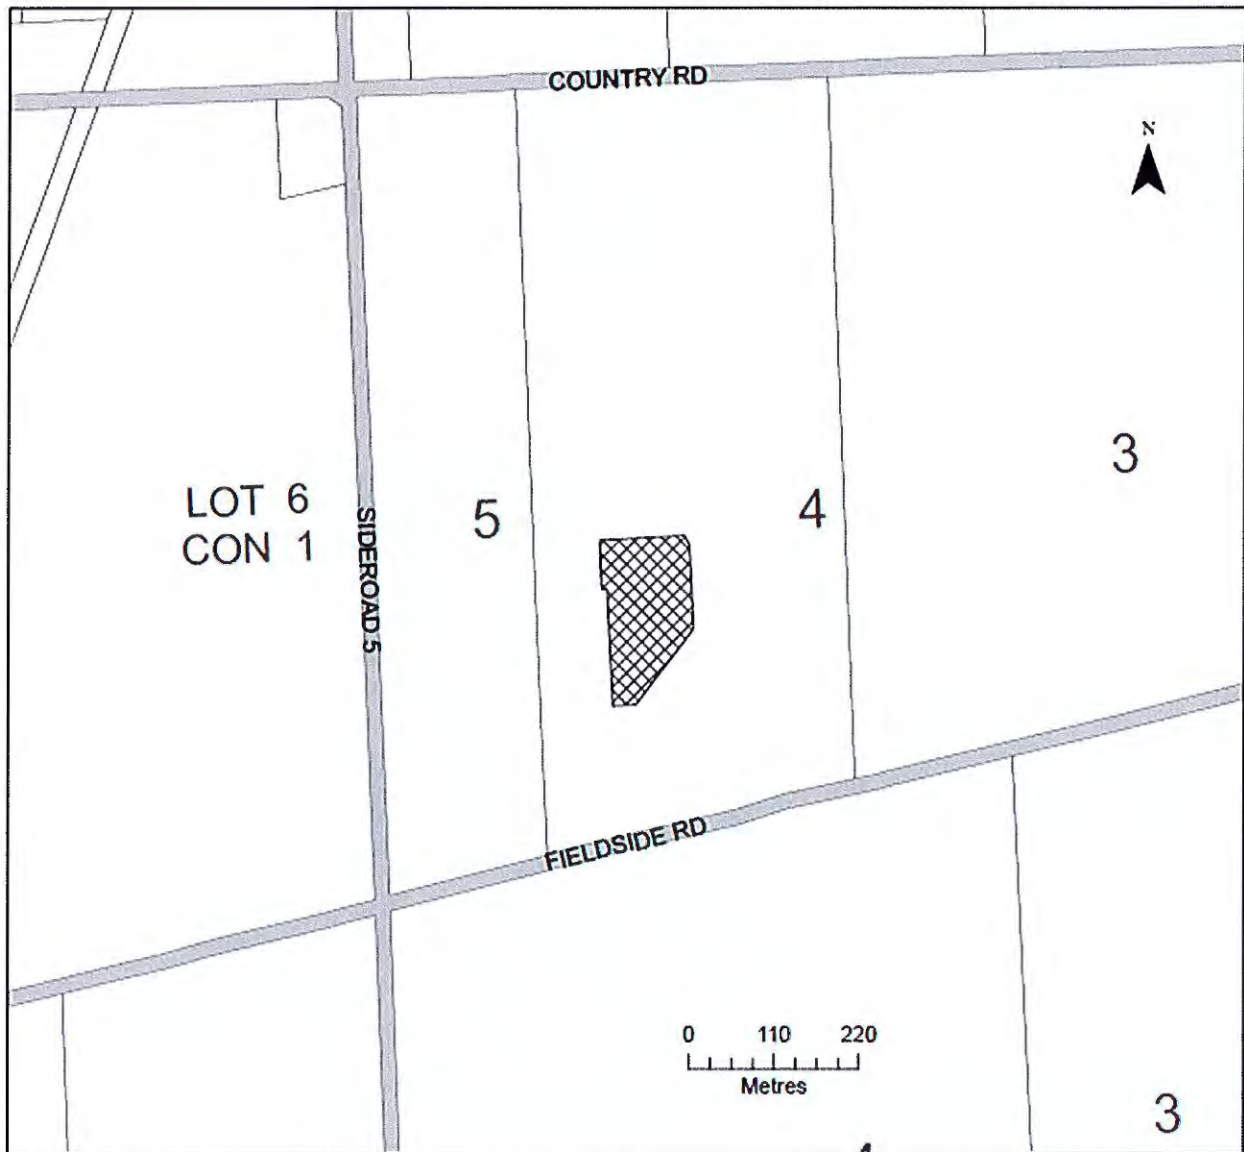 COUNTRY RD
N
3
LOT 6
CON 1
SIDEROAD 5
5
4
FIELDSIDE RD
0 110 220
Metres
3